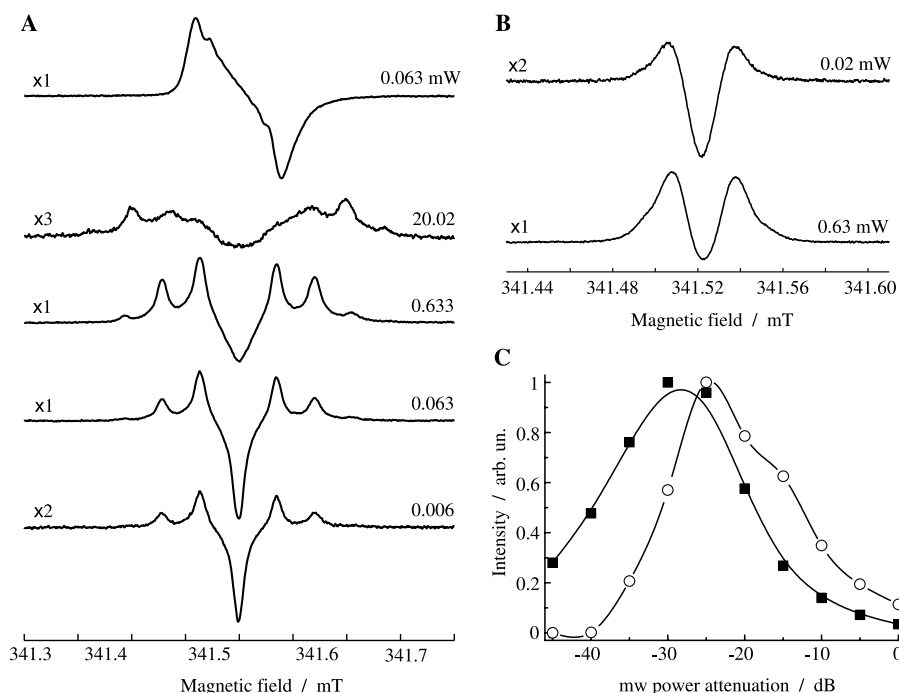 A
x1
0.063 mW
x3
20.02
x1
0.633
x1
0.063
x2
0.006
341.3 341.4 341.5 341.6 341.7
Magnetic field / mT
B
x2
0.02 mW
x1
0.63 mW
341.44 341.48 341.52 341.56 341.60
Magnetic field / mT
C
1
0.8
0.6
0.4
0.2
0
Intensity / arb. un.
-40 -30 -20 -10 0
mw power attenuation / dB